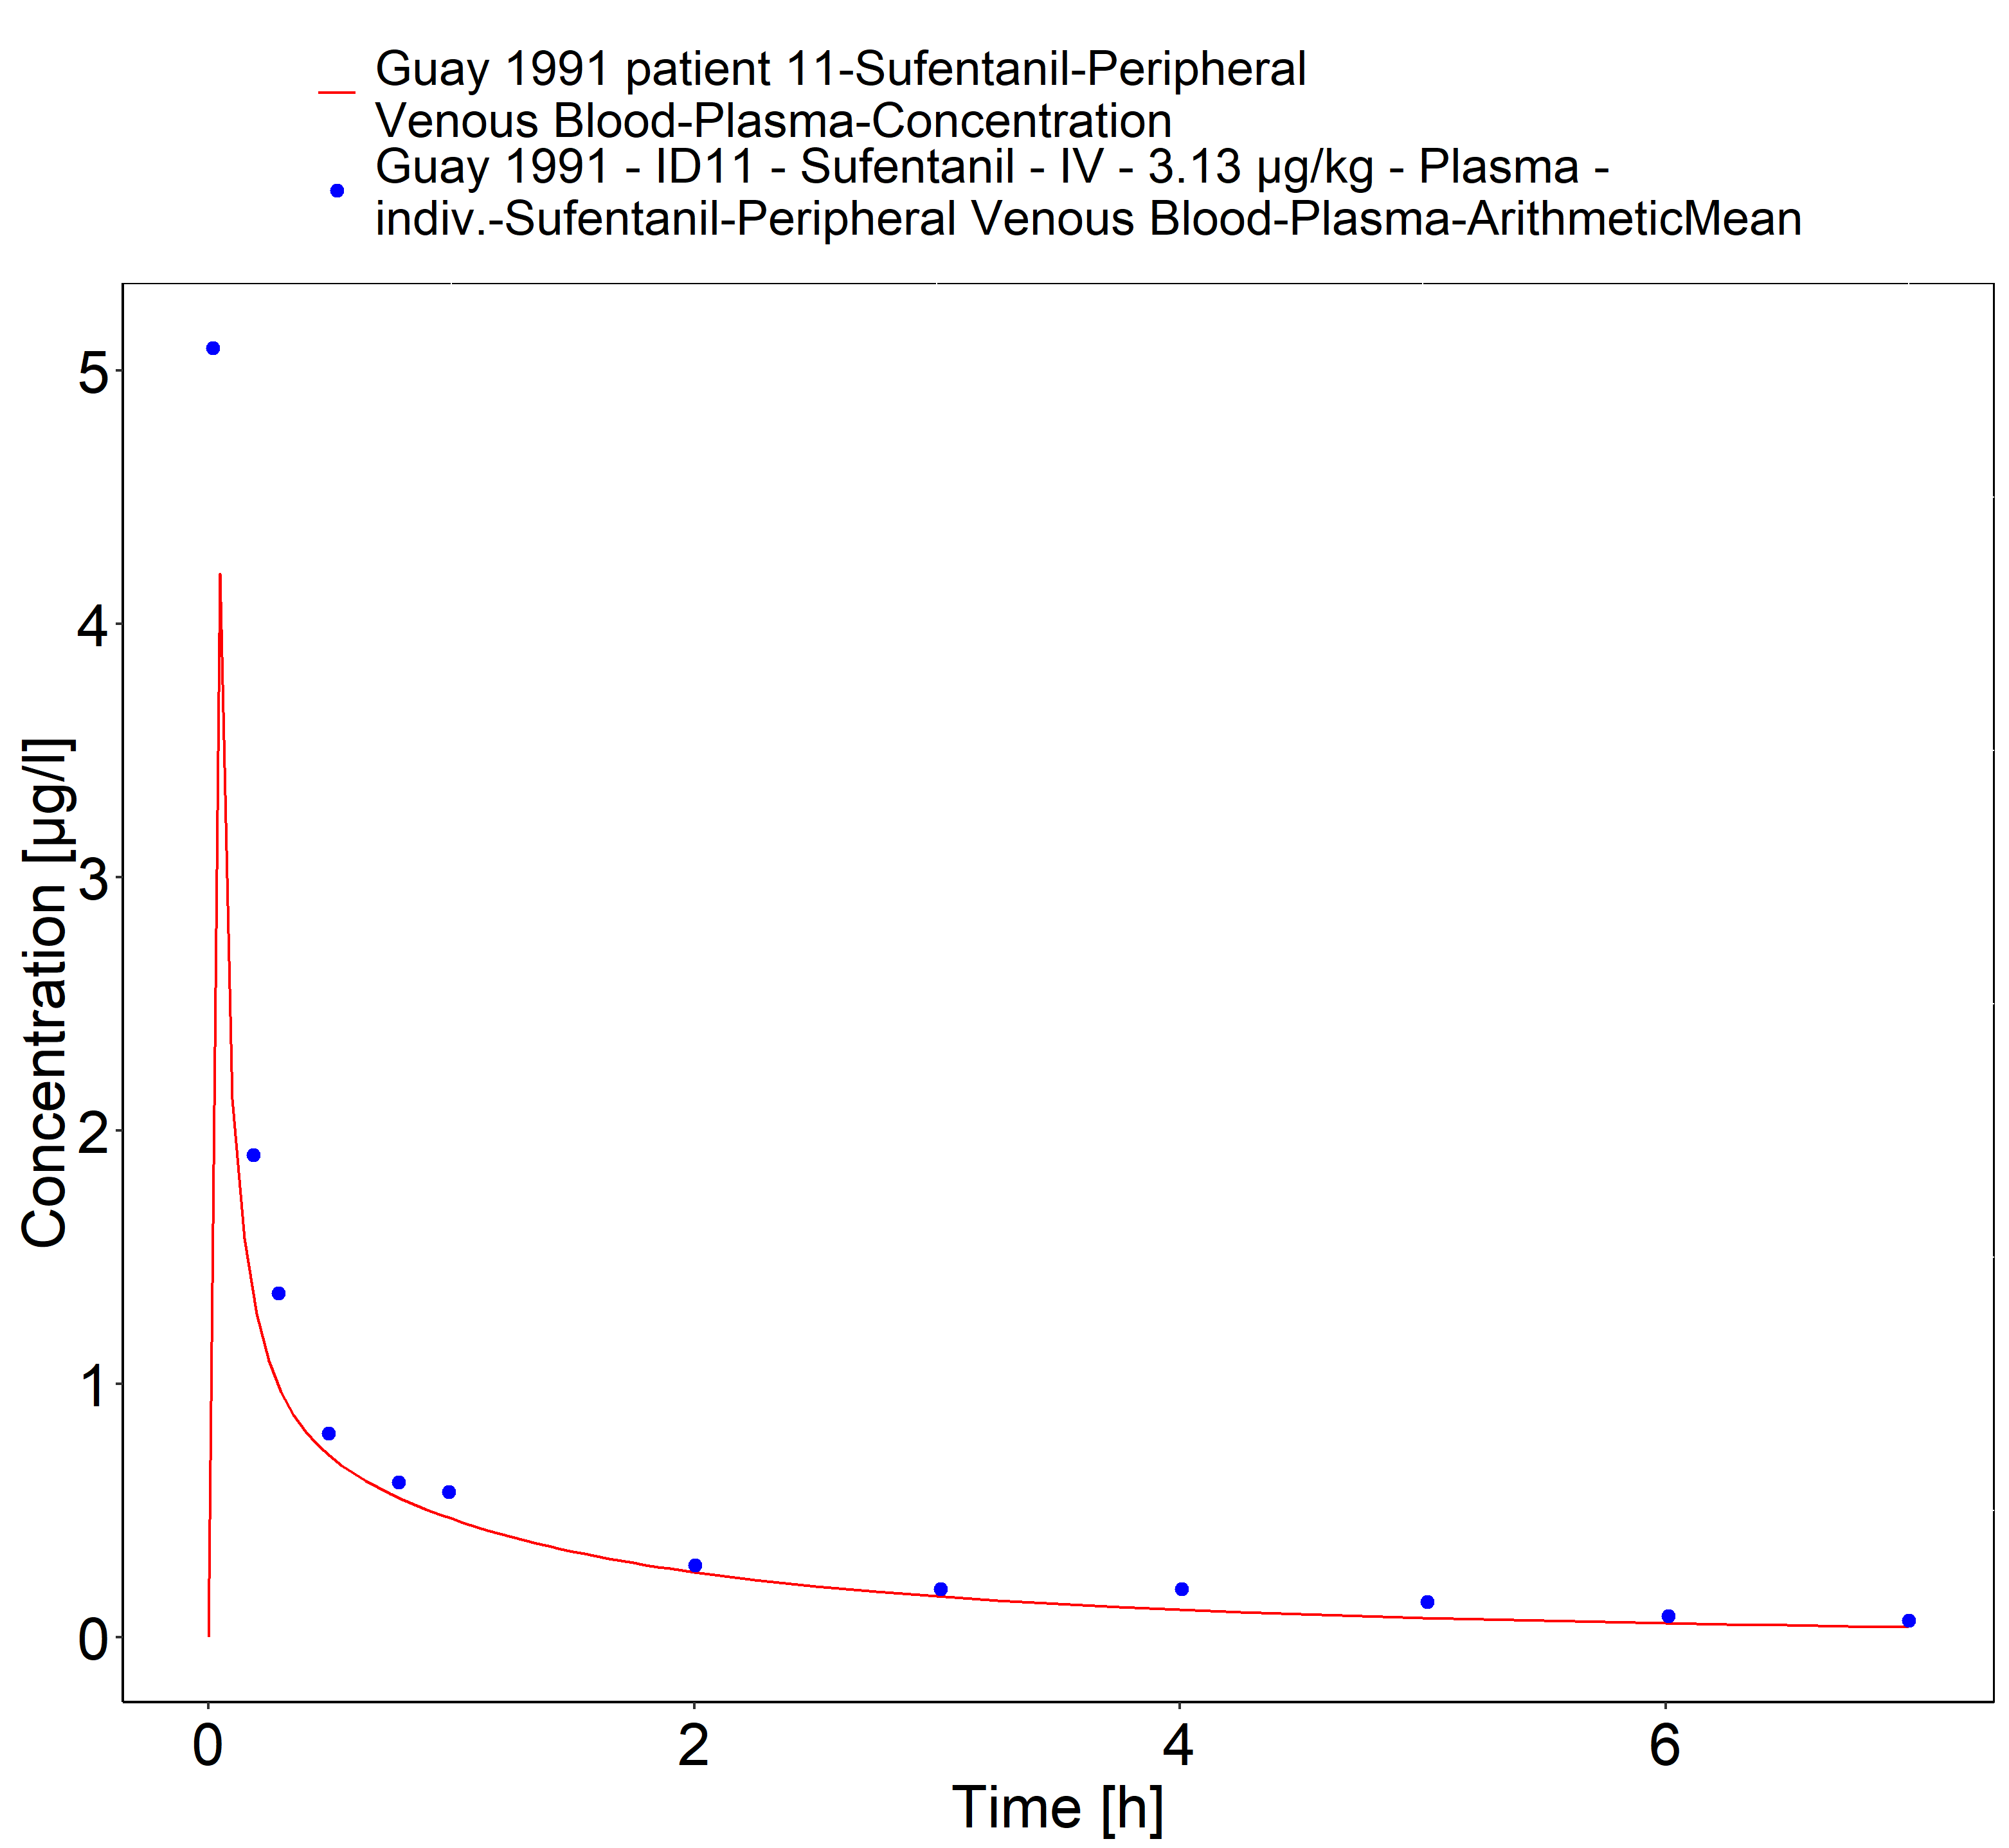 Guay 1991 patient 11-Sufentanil-Peripheral
Venous Blood-Plasma-Concentration
Guay 1991 - ID11 - Sufentanil - IV - 3.13 µg/kg - Plasma -
indiv.-Sufentanil-Peripheral Venous Blood-Plasma-ArithmeticMean
Concentration [µg/l]
5
4
3
2
1
0
0 2 4 6
Time [h]